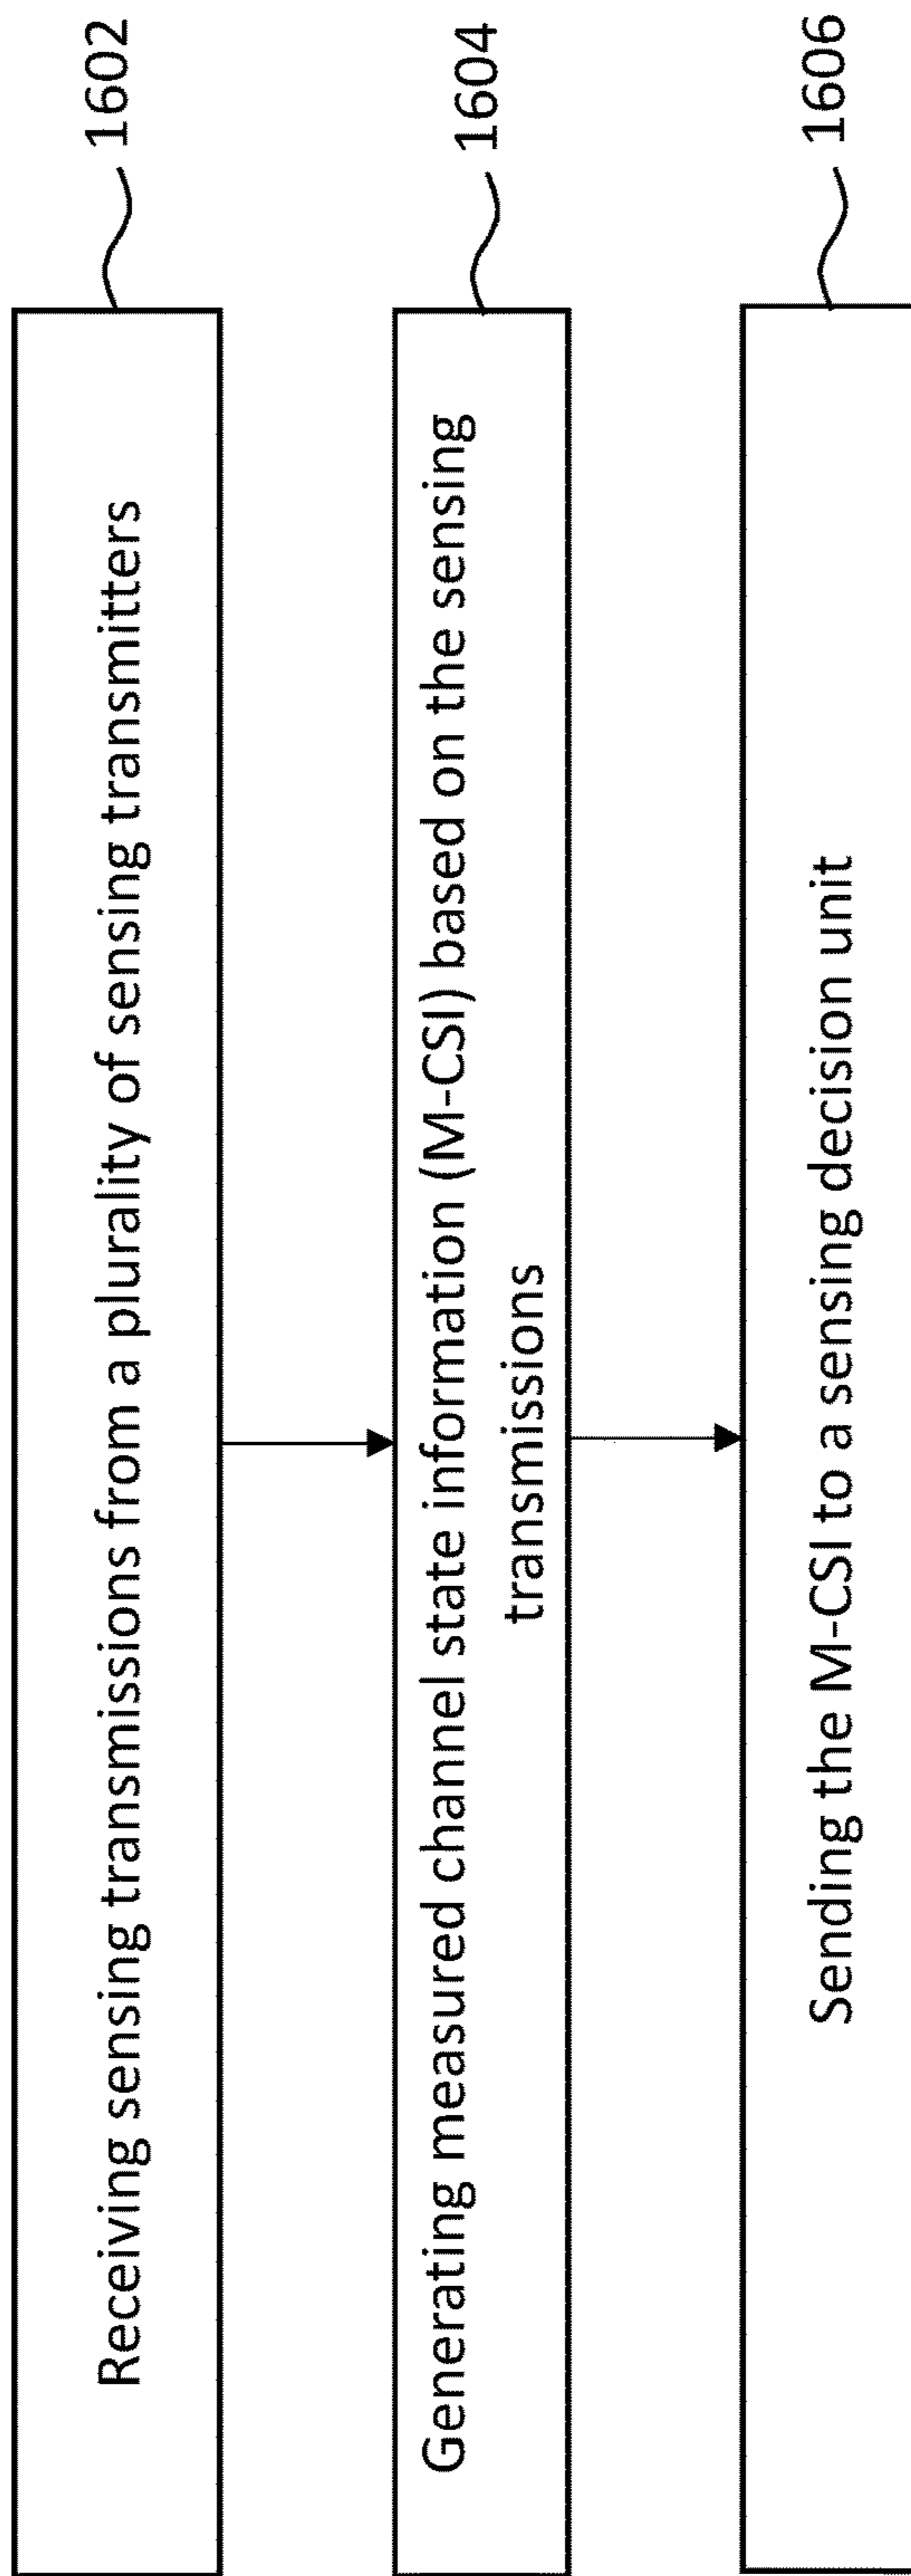 Receiving sensing transmissions from a plurality of sensing transmitters
1602
Generating measured channel state information (M-CSI) based on the sensing
transmissions
1604
Sending the M-CSI to a sensing decision unit
1606